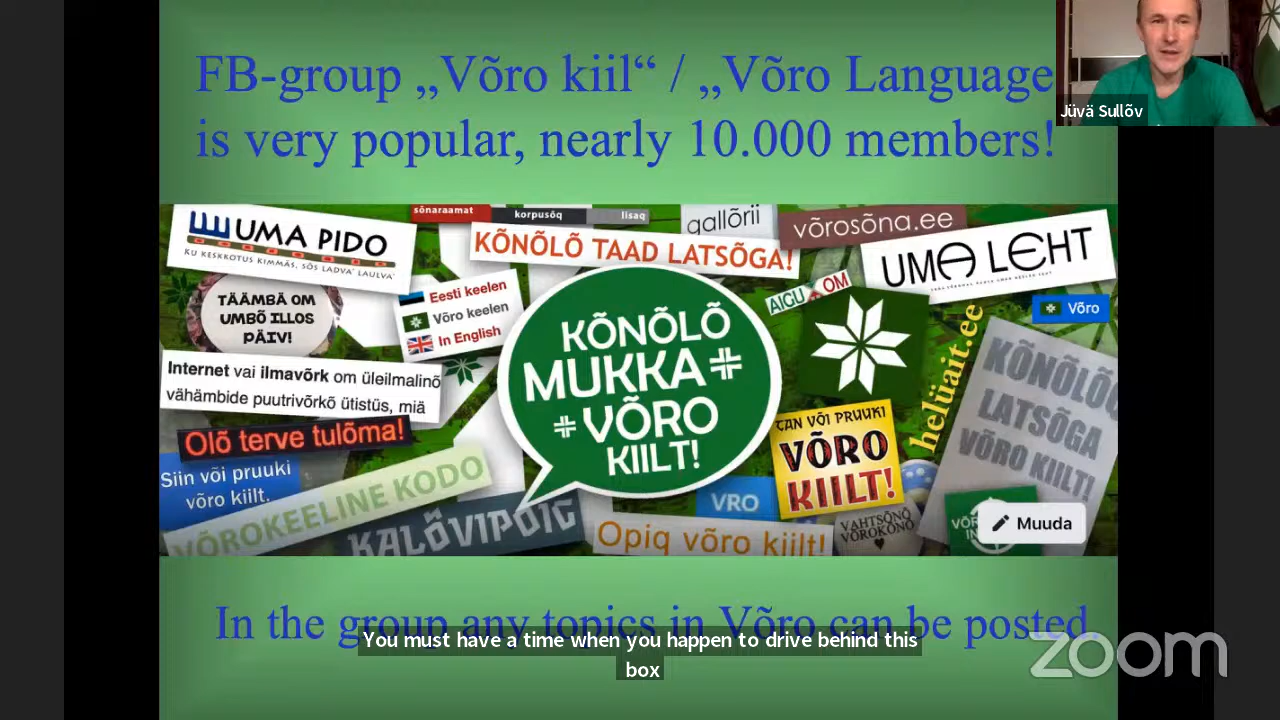 FB-group „Võro kiil“ / „Võro Language
is very popular, nearly 10.000 members!
Jüvä Sullõv
sõnaraamat
korpusõq
lisaq
gallõrii
võrosõna.ee
UMA PIDO
KU KESKKOTUS KIMMÄS, SÕS LADVA' LAULVA'
KÕNÕLÕ TAAD LATSÕGA!
UMA LEHT
TÄÄMBÄ OM
UMBÕ ILLOS
PÄIV!
Eesti keelen
Võro keelen
In English
AIGU OM
Võro
KÕNÕLÕ
MUKKA
VÕRO
KIILT!
helüait.ee
KÕNÕLÕQ
LATSÕGA
VÕRO KIILT!
Internet vai ilmavõrk om üleilmalinõ
vähämbide puutrivõrkõ ütistüs, miä
Olõ terve tulõma!
SAN VÕI PRUUKI
VÕRO
KIILT!
Siin või pruuki
võro kiilt.
VÕROKEELINE KODO
KALÕVIPOIG
VRO
Opiq võro kiilt!
VAHTSÕNÕ
VÕROKÕNÕ
Muuda
In the group any topics in Võro can be posted.
You must have a time when you happen to drive behind this
box
zoom